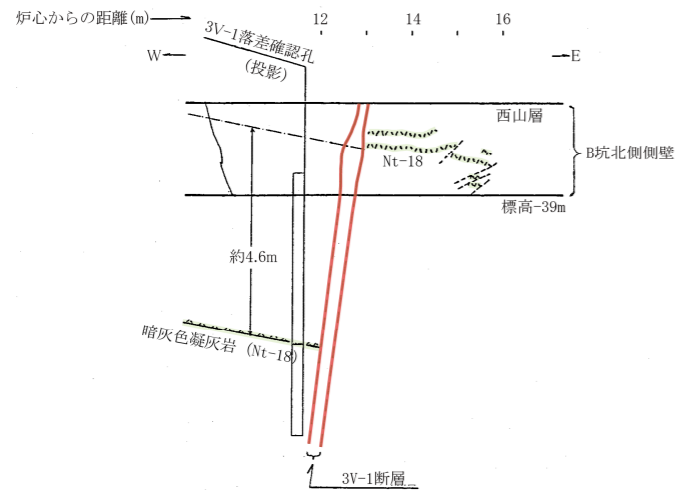 炉心からの距離(m)
12 14 16
3V-1落差確認孔
(投影)
W
E
西山層
B坑北側側壁
Nt-18
標高-39m
約4.6m
暗灰色凝灰岩 (Nt-18)
3V-1断層